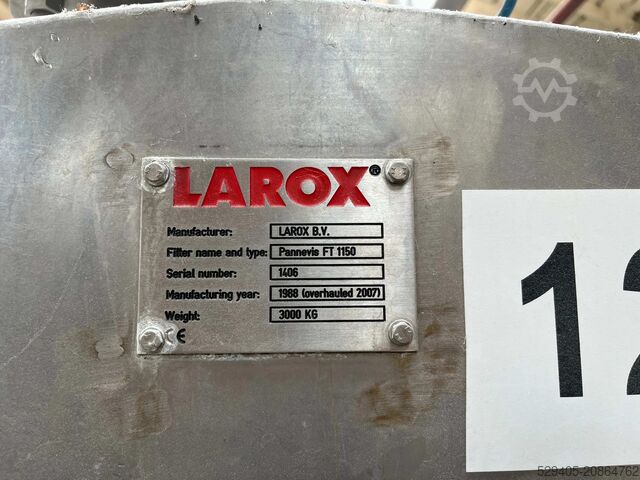 LAROX®
Manufacturer: LAROX B.V.
Filter name and type: Pannevis FT 1150
Serial number: 1406
Manufacturing year: 1988 (overhauled 2007)
Weight: 3000 KG
CE
12
529405-20864762